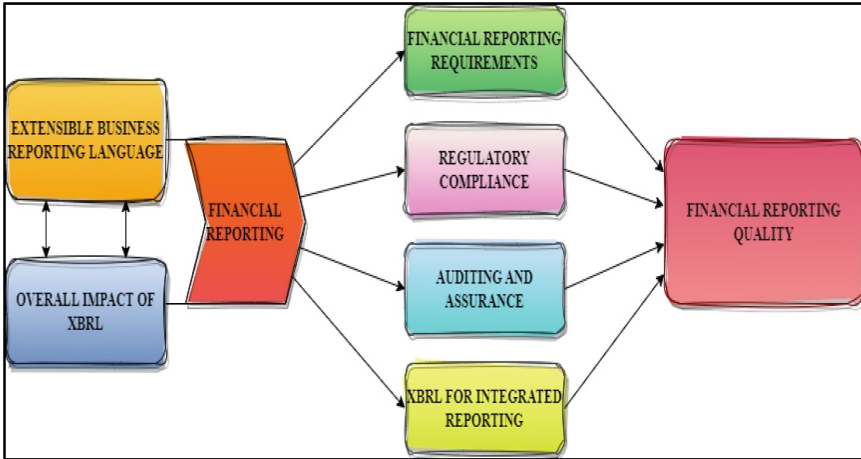 EXTENSIBLE BUSINESS
REPORTING LANGUAGE
OVERALL IMPACT OF
XBRL
FINANCIAL
REPORTING
FINANCIAL REPORTING
REQUIREMENTS
REGULATORY
COMPLIANCE
AUDITING AND
ASSURANCE
XBRL FOR INTEGRATED
REPORTING
FINANCIAL REPORTING
QUALITY